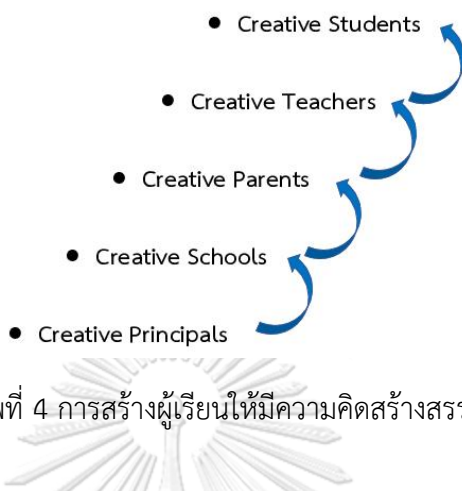 • Creative Students
• Creative Teachers
• Creative Parents
• Creative Schools
• Creative Principals
ที่ 4 การสร้างผู้เรียนให้มีความคิดสร้างสรร